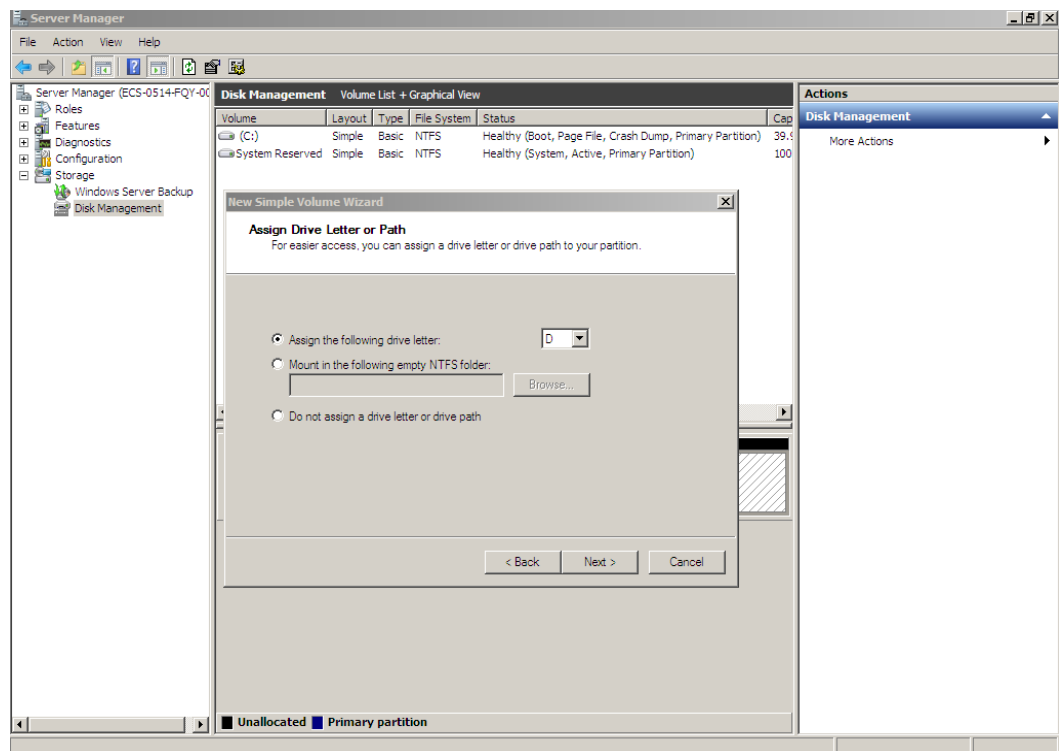 Server Manager
File Action View Help
Server Manager (ECS-0514-FQY-00
Roles
Features
Diagnostics
Configuration
Storage
Windows Server Backup
Disk Management
Disk Management Volume List + Graphical View
Volume Layout Type File System Status Cap
(C:) Simple Basic NTFS Healthy (Boot, Page File, Crash Dump, Primary Partition) 39.9
System Reserved Simple Basic NTFS Healthy (System, Active, Primary Partition) 100
New Simple Volume Wizard
Assign Drive Letter or Path
For easier access, you can assign a drive letter or drive path to your partition.
Assign the following drive letter: D
Mount in the following empty NTFS folder:
Browse...
Do not assign a drive letter or drive path
< Back Next > Cancel
Unallocated Primary partition
Actions
Disk Management
More Actions